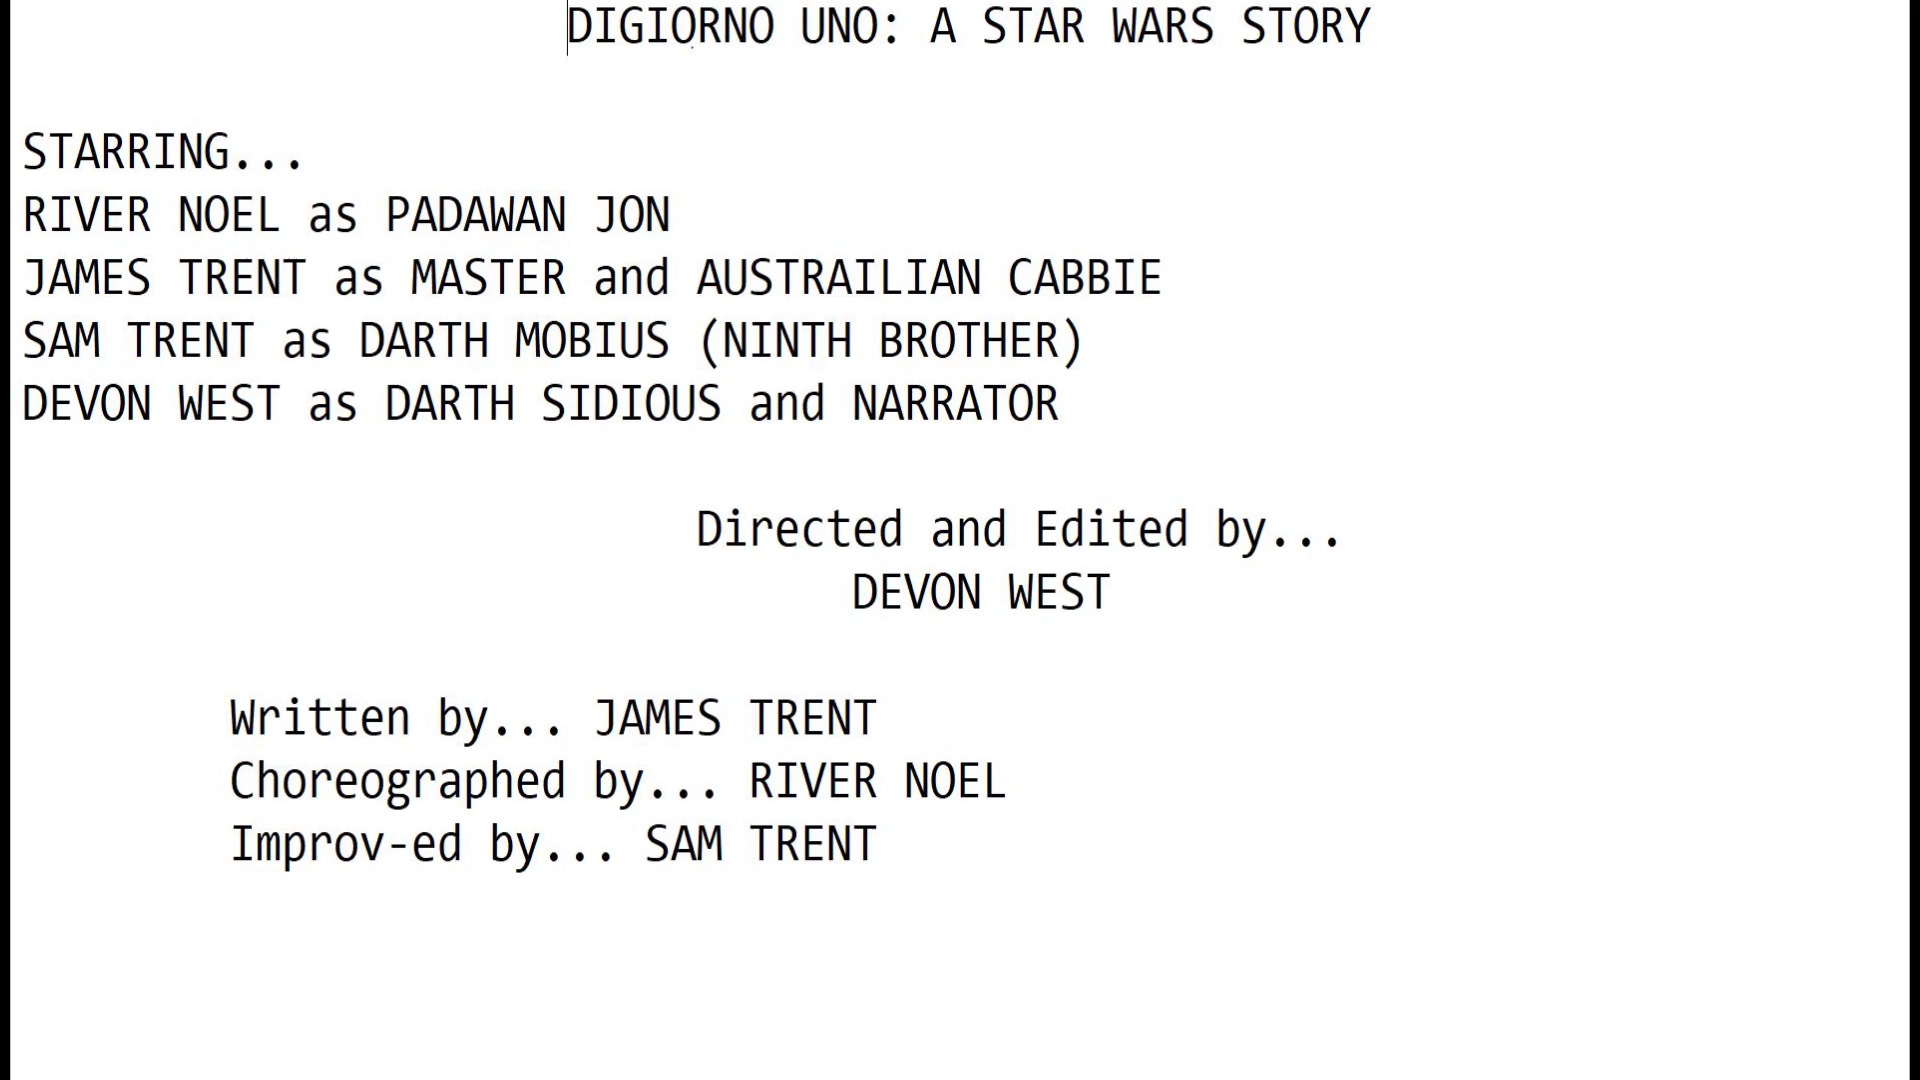 DIGIORNO UNO: A STAR WARS STORY
STARRING...
RIVER NOEL as PADAWAN JON
JAMES TRENT as MASTER and AUSTRAILIAN CABBIE
SAM TRENT as DARTH MOBIUS (NINTH BROTHER)
DEVON WEST as DARTH SIDIOUS and NARRATOR
Directed and Edited by...
DEVON WEST
Written by... JAMES TRENT
Choreographed by... RIVER NOEL
Improv-ed by... SAM TRENT